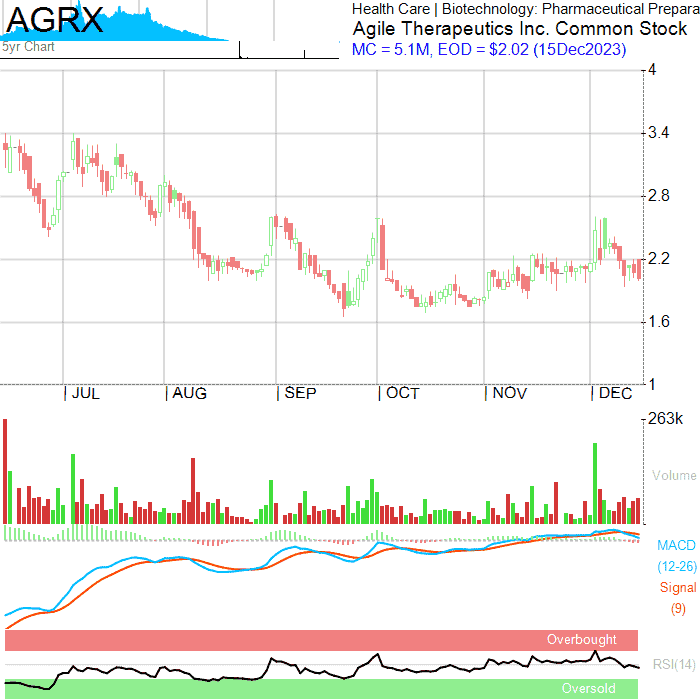 AGRX
5yr Chart
Health Care | Biotechnology: Pharmaceutical Prepara
Agile Therapeutics Inc. Common Stock
MC = 5.1M, EOD = $2.02 (15Dec2023)
4
3.4
2.8
2.2
1.6
1
JUL AUG SEP OCT NOV DEC
263k
Volume
MACD
(12-26)
Signal
(9)
Overbought
RSI(14)
Oversold